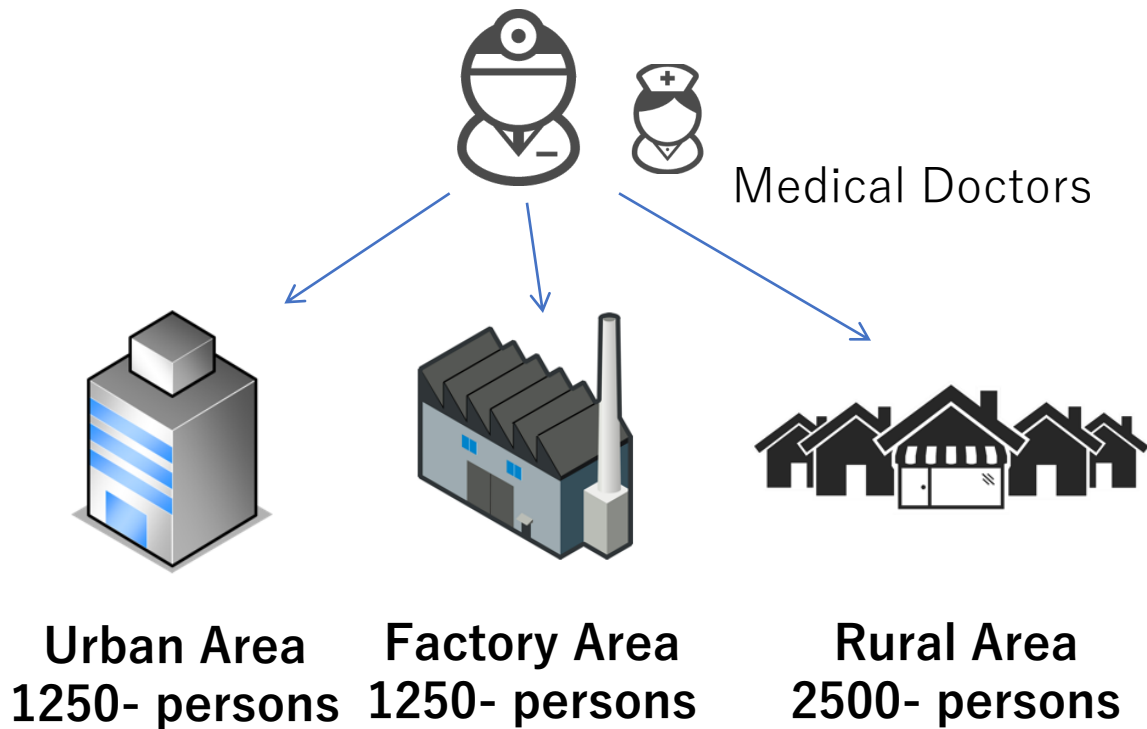 Medical Doctors
Urban Area
1250- persons
Factory Area
1250- persons
Rural Area
2500- persons